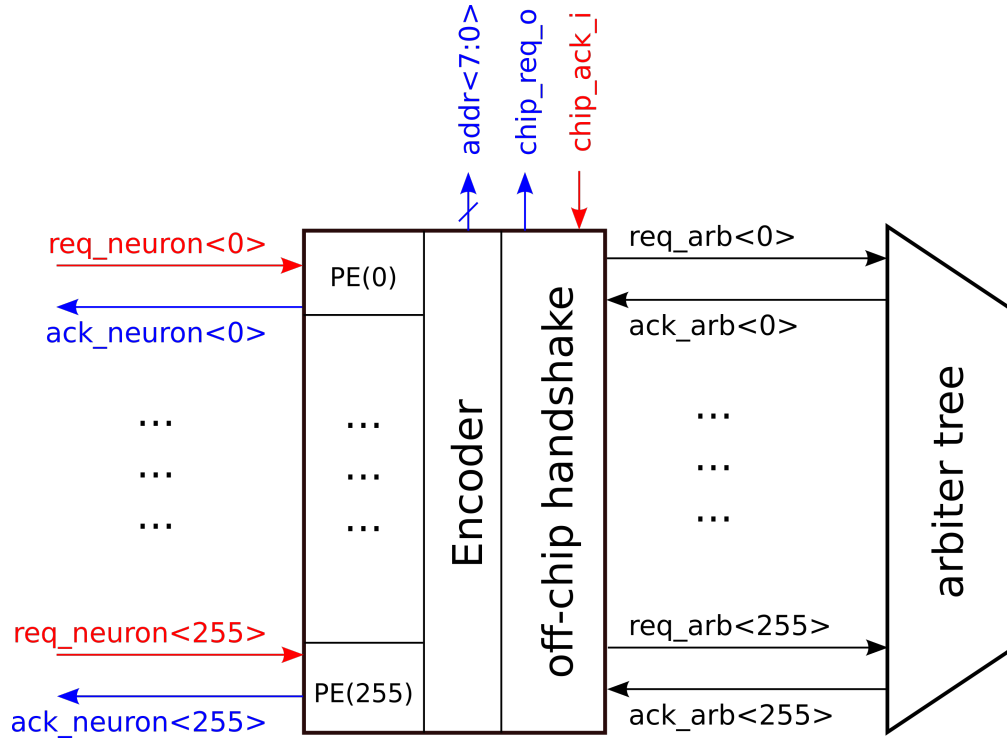 addr<7:0>
chip_req_o
chip_ack_i
req_neuron<0>
ack_neuron<0>
...
...
...
req_neuron<255>
ack_neuron<255>
PE(0)
...
...
...
PE(255)
Encoder
off-chip handshake
req_arb<0>
ack_arb<0>
...
...
...
req_arb<255>
ack_arb<255>
arbiter tree